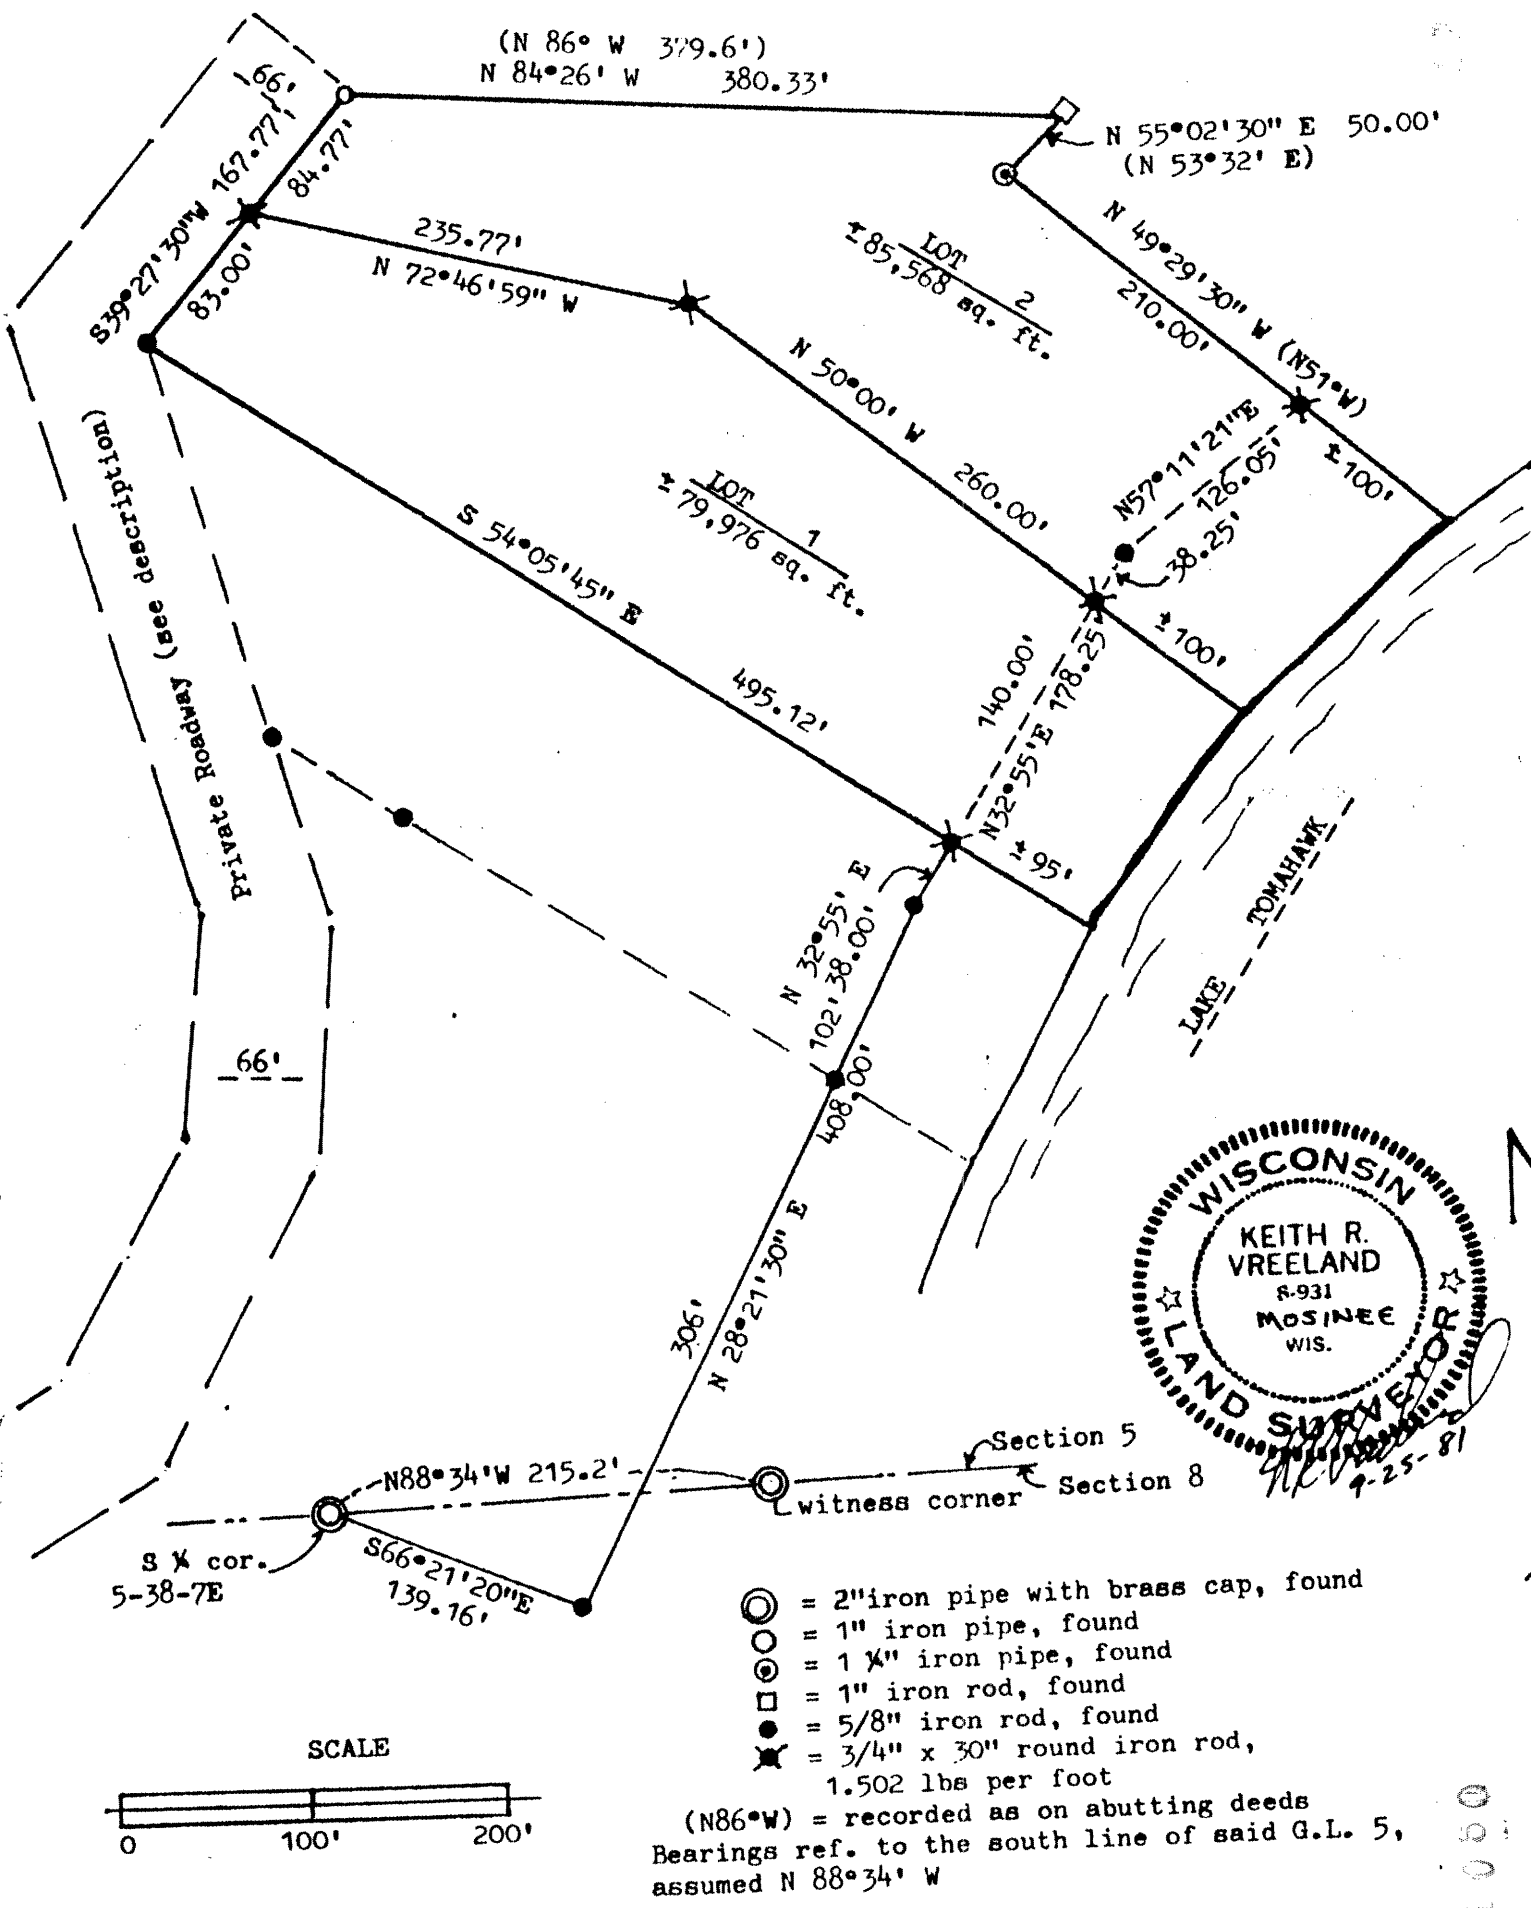 (N 86° W 379.6')
N 84°26' W 380.33'
66'
N 55°02'30" E 50.00'
(N 53°32' E)
S39°27'30"W 167.77'
84.77'
83.00'
235.77'
N 72°46'59" W
LOT 2
±85,568 sq. ft.
N 49°29'30" W (N51°W)
210.00'
±100'
N 50°00' W 260.00'
N57°11'21"E
126.05'
38.25'
±100'
LOT 1
± 79,976 sq. ft.
S 54°05'45" E
495.12'
140.00'
N32°55'E 178.25'
±95'
Private Roadway (see description)
N 32°55' E
38.00'
102'
408.00'
LAKE TOMAHAWK
66'
306'
N 28°21'30" E
WISCONSIN
KEITH R.
VREELAND
S-931
MOSINEE
WIS.
LAND SURVEYOR
9-25-81
Section 5
Section 8
N88°34'W 215.2'
witness corner
S ¼ cor.
5-38-7E
S66°21'20"E
139.16'
= 2"iron pipe with brass cap, found
= 1" iron pipe, found
= 1 ¼" iron pipe, found
= 1" iron rod, found
= 5/8" iron rod, found
= 3/4" x 30" round iron rod,
1.502 lbs per foot
(N86°W) = recorded as on abutting deeds
Bearings ref. to the south line of said G.L. 5,
assumed N 88°34' W
SCALE
0 100' 200'